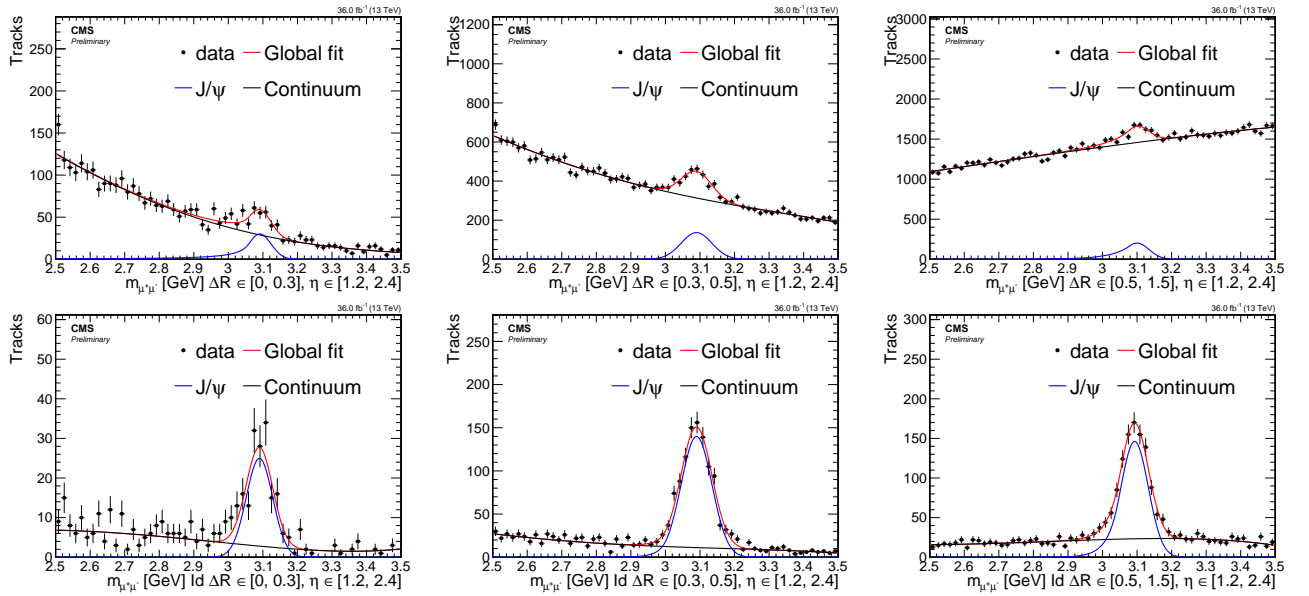 36.0 fb⁻¹ (13 TeV)
Tracks
CMS
Preliminary
data
Global fit
J/ψ
Continuum
250
200
150
100
50
0
2.5 2.6 2.7 2.8 2.9 3 3.1 3.2 3.3 3.4 3.5
m_μ⁺μ⁻ [GeV] ΔR ∈ [0, 0.3], η ∈ [1.2, 2.4]
36.0 fb⁻¹ (13 TeV)
Tracks
CMS
Preliminary
data
Global fit
J/ψ
Continuum
1200
1000
800
600
400
200
0
2.5 2.6 2.7 2.8 2.9 3 3.1 3.2 3.3 3.4 3.5
m_μ⁺μ⁻ [GeV] ΔR ∈ [0.3, 0.5], η ∈ [1.2, 2.4]
36.0 fb⁻¹ (13 TeV)
Tracks
CMS
Preliminary
data
Global fit
J/ψ
Continuum
3000
2500
2000
1500
1000
500
0
2.5 2.6 2.7 2.8 2.9 3 3.1 3.2 3.3 3.4 3.5
m_μ⁺μ⁻ [GeV] ΔR ∈ [0.5, 1.5], η ∈ [1.2, 2.4]
36.0 fb⁻¹ (13 TeV)
Tracks
CMS
Preliminary
data
Global fit
J/ψ
Continuum
60
50
40
30
20
10
0
2.5 2.6 2.7 2.8 2.9 3 3.1 3.2 3.3 3.4 3.5
m_μ⁺μ⁻ [GeV] Id ΔR ∈ [0, 0.3], η ∈ [1.2, 2.4]
36.0 fb⁻¹ (13 TeV)
Tracks
CMS
Preliminary
data
Global fit
J/ψ
Continuum
250
200
150
100
50
0
2.5 2.6 2.7 2.8 2.9 3 3.1 3.2 3.3 3.4 3.5
m_μ⁺μ⁻ [GeV] Id ΔR ∈ [0.3, 0.5], η ∈ [1.2, 2.4]
36.0 fb⁻¹ (13 TeV)
Tracks
CMS
Preliminary
data
Global fit
J/ψ
Continuum
300
250
200
150
100
50
0
2.5 2.6 2.7 2.8 2.9 3 3.1 3.2 3.3 3.4 3.5
m_μ⁺μ⁻ [GeV] Id ΔR ∈ [0.5, 1.5], η ∈ [1.2, 2.4]